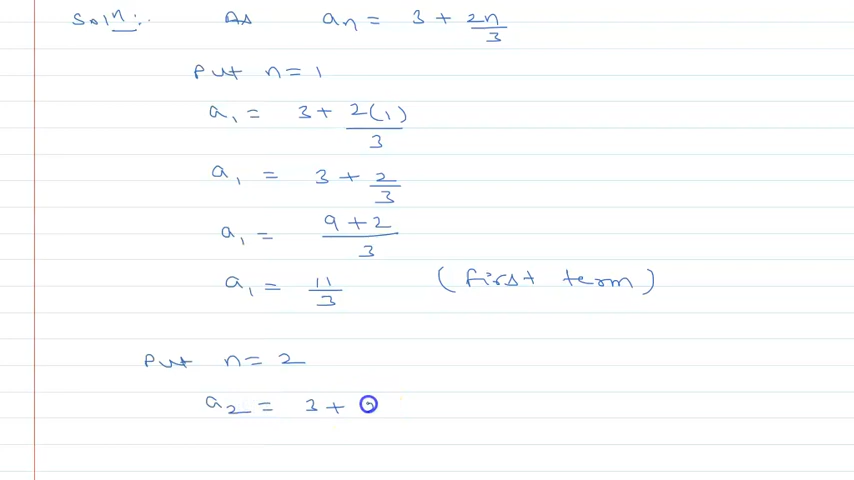 Solⁿ:. As aₙ = 3 + 2n/3
Put n = 1
a₁ = 3 + 2(1)/3
a₁ = 3 + 2/3
a₁ = 9 + 2/3
a₁ = 11/3 (first term)
Put n = 2
a₂ = 3 +